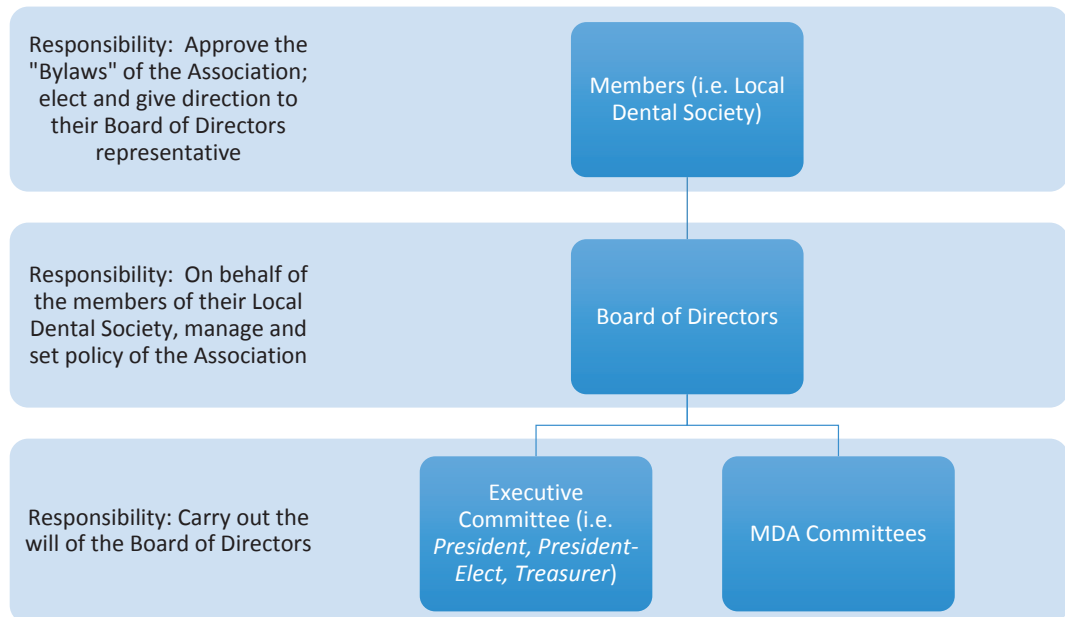 Responsibility:  Approve the
"Bylaws" of the Association;
elect and give direction to
their Board of Directors
representative
Members (i.e. Local
Dental Society)
Responsibility:  On behalf of
the members of their Local
Dental Society, manage and
set policy of the Association
Board of Directors
Responsibility: Carry out the
will of the Board of Directors
Executive
Committee (i.e.
President, President-
Elect, Treasurer)
MDA Committees